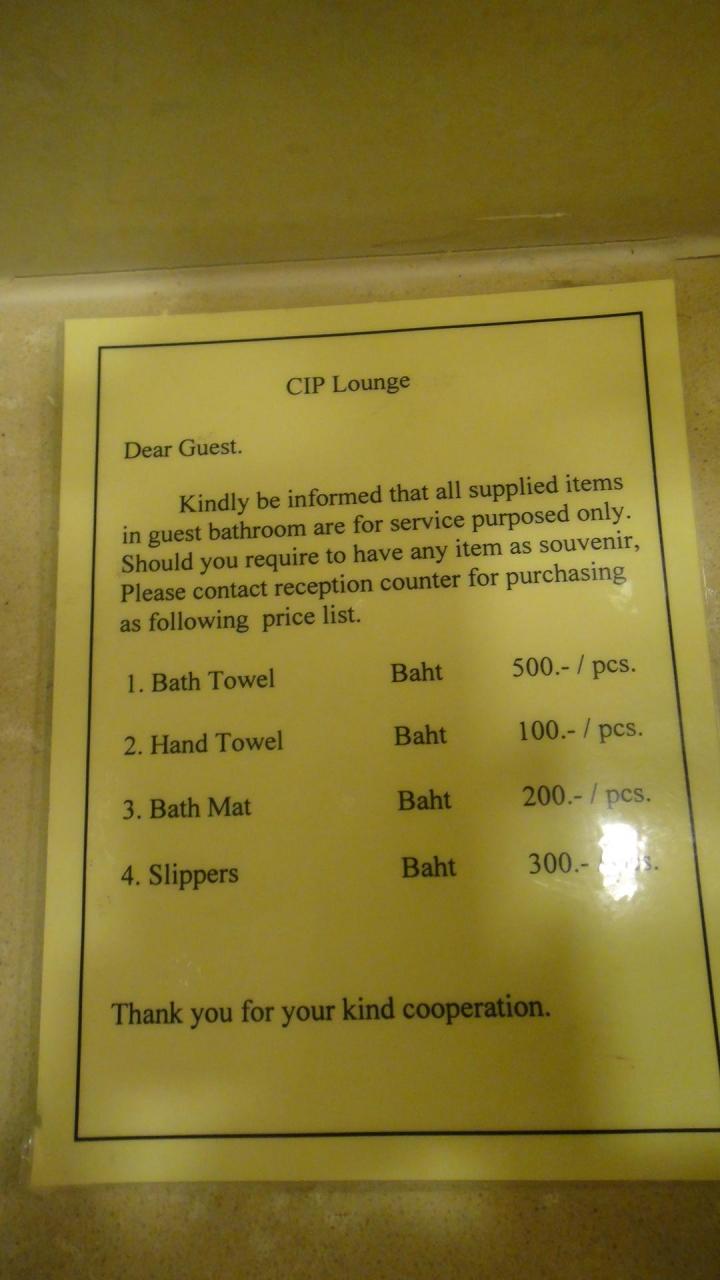 CIP Lounge
Dear Guest.
Kindly be informed that all supplied items
in guest bathroom are for service purposed only.
Should you require to have any item as souvenir,
Please contact reception counter for purchasing
as following price list.
1. Bath Towel Baht 500.- / pcs.
2. Hand Towel Baht 100.- / pcs.
3. Bath Mat Baht 200.- / pcs.
4. Slippers Baht 300.-
Thank you for your kind cooperation.